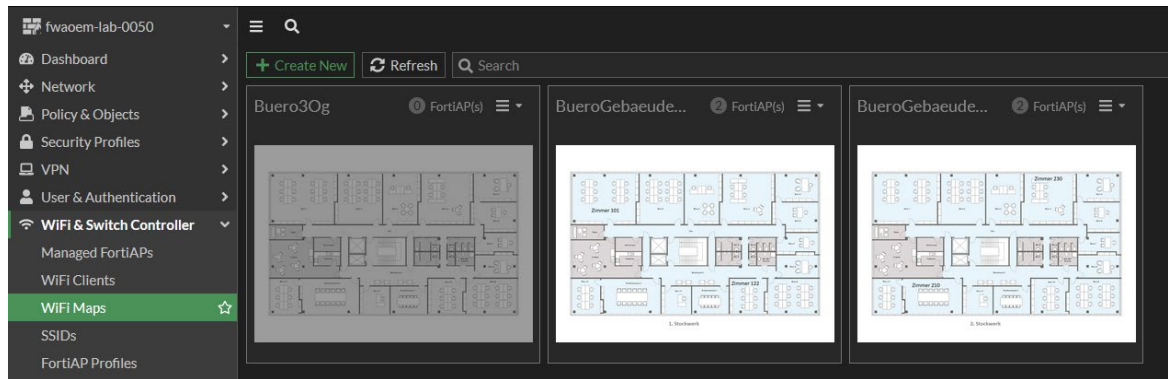 fwaoem-lab-0050
Dashboard
Network
Policy & Objects
Security Profiles
VPN
User & Authentication
WiFi & Switch Controller
Managed FortiAPs
WiFi Clients
WiFi Maps
SSIDs
FortiAP Profiles
Create New
Refresh
Search
Buero3Og
0 FortiAP(s)
BueroGebaeude...
2 FortiAP(s)
Zimmer 101
Zimmer 122
1. Stockwerk
BueroGebaeude...
2 FortiAP(s)
Zimmer 230
Zimmer 210
2. Stockwerk